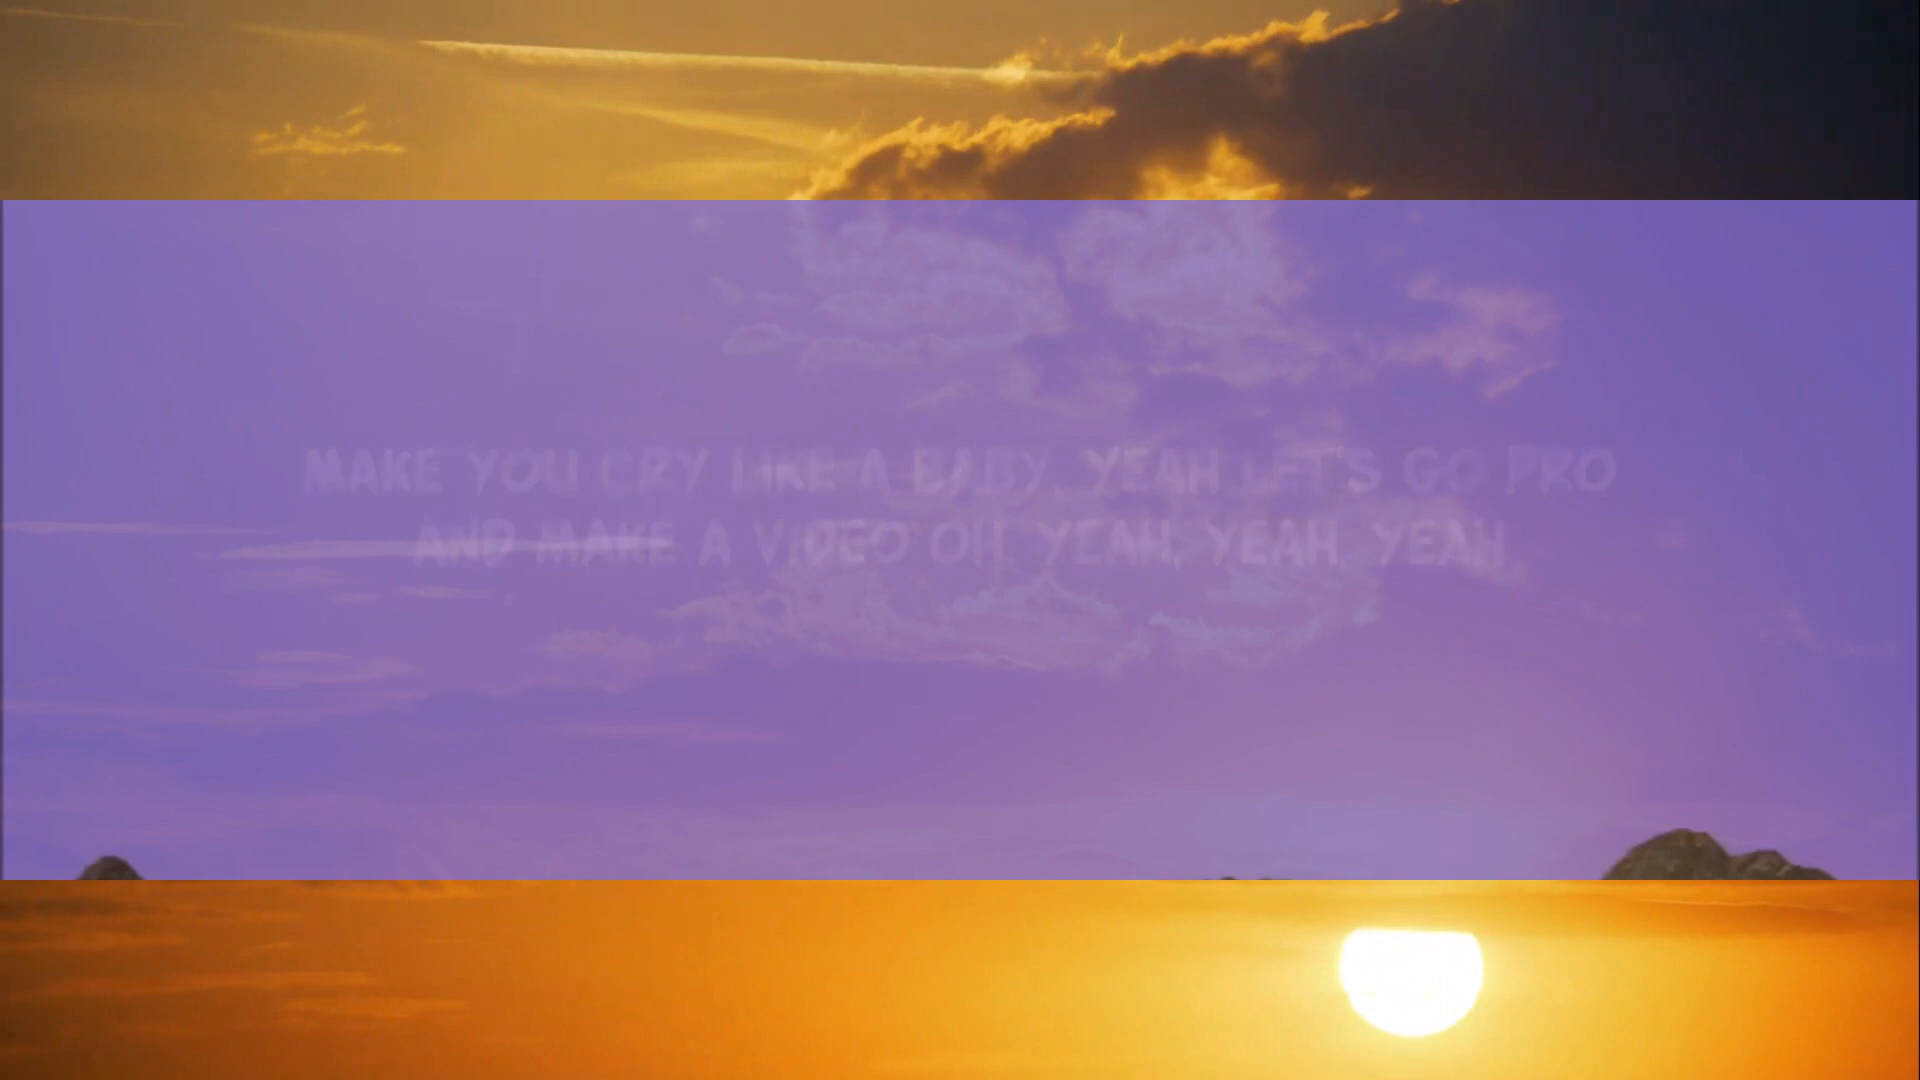 MAKE YOU CRY LIKE A BABY, YEAH LET'S GO PRO
AND MAKE A VIDEO OH YEAH, YEAH, YEAH